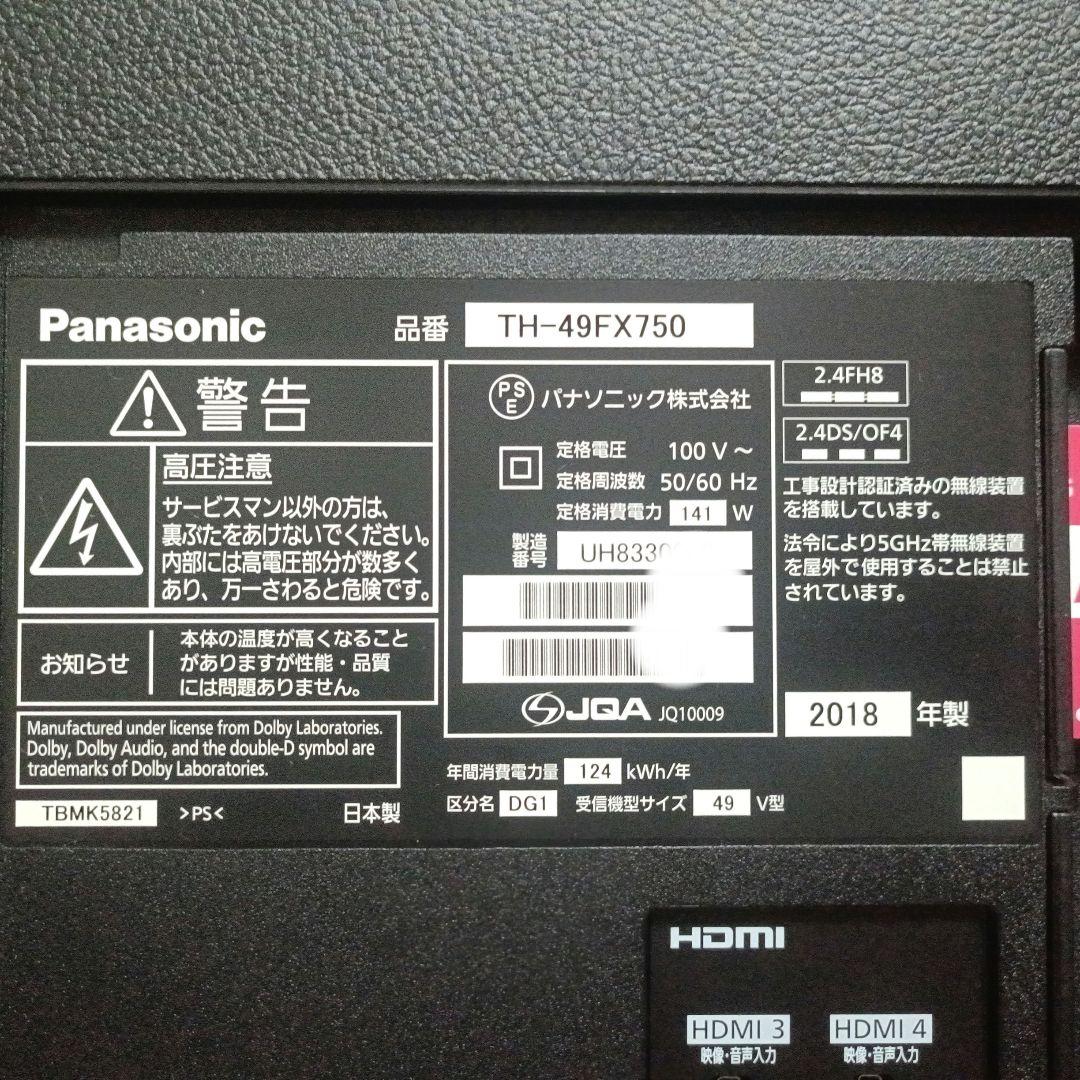 Panasonic
品番 TH-49FX750
警告
高圧注意
サービスマン以外の方は、
裏ぶたをあけないでください。
内部には高電圧部分が数多く
あり、万一さわると危険です。
お知らせ
本体の温度が高くなること
がありますが性能・品質
には問題ありません。
Manufactured under license from Dolby Laboratories.
Dolby, Dolby Audio, and the double-D symbol are
trademarks of Dolby Laboratories.
TBMK5821 >PS< 日本製
PSE パナソニック株式会社
定格電圧 100 V～
定格周波数 50/60 Hz
定格消費電力 141 W
製造
番号 UH833
JQA JQ10009
年間消費電力量 124 kWh/年
区分名 DG1 受信機型サイズ 49 V型
2.4FH8
2.4DS/OF4
工事設計認証済みの無線装置
を搭載しています。
法令により5GHz帯無線装置
を屋外で使用することは禁止
されています。
2018 年製
HDMI
HDMI 3
映像・音声入力
HDMI 4
映像・音声入力